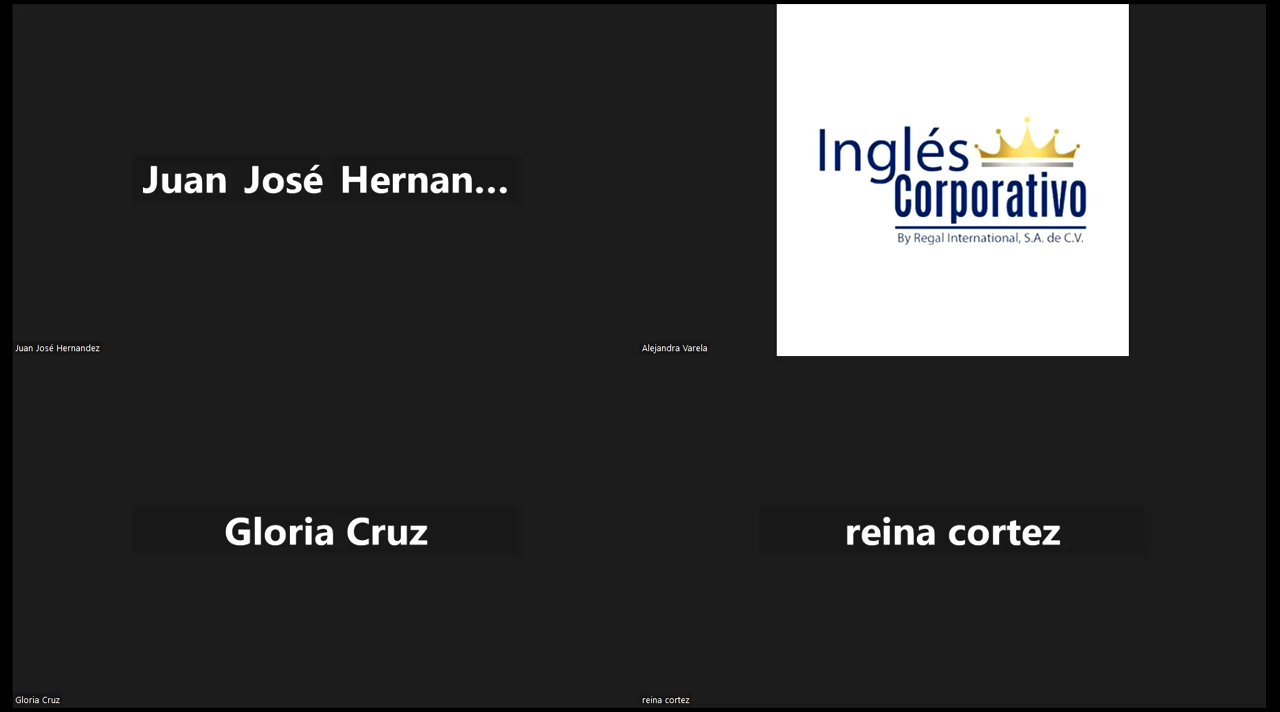 Juan José Hernan...
Juan José Hernandez
Inglés
Corporativo
By Regal International, S.A. de C.V.
Alejandra Varela
Gloria Cruz
Gloria Cruz
reina cortez
reina cortez